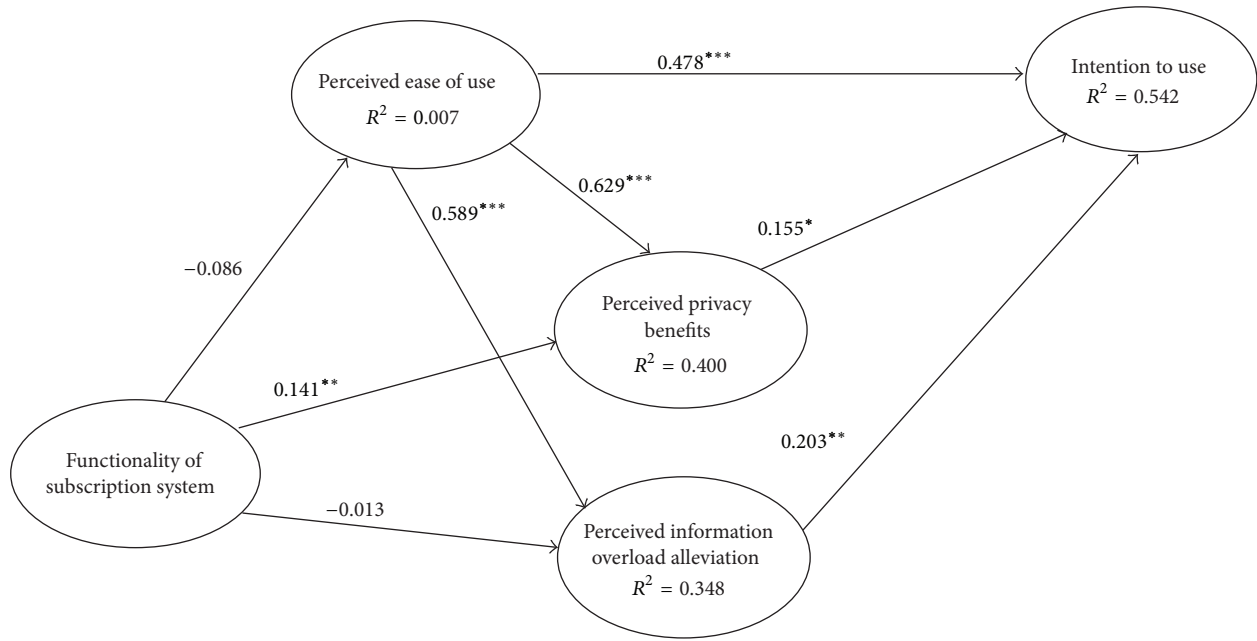 Perceived ease of use
R² = 0.007
0.478***
Intention to use
R² = 0.542
0.629***
0.589***
0.155*
−0.086
Perceived privacy
benefits
R² = 0.400
0.141**
0.203**
Functionality of
subscription system
−0.013
Perceived information
overload alleviation
R² = 0.348